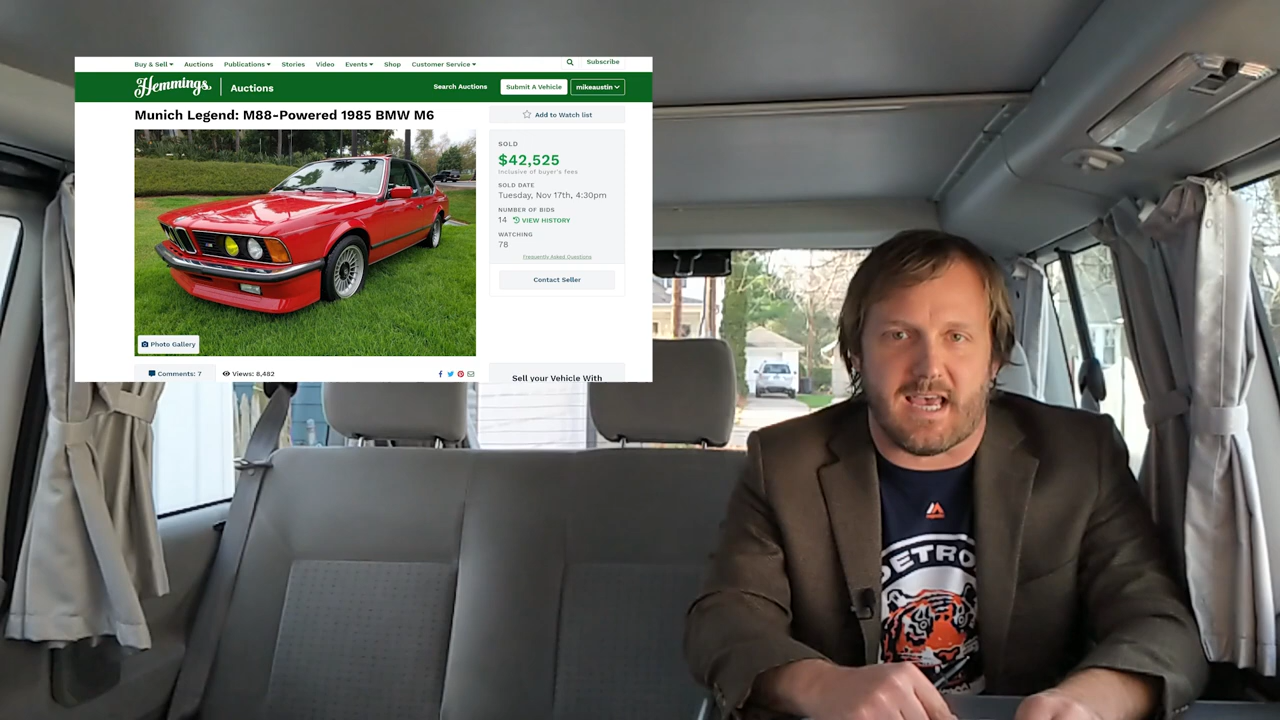 Buy & Sell Auctions Publications Stories Video Events Shop Customer Service Subscribe
Hemmings Auctions Search Auctions Submit A Vehicle mikeaustin
Munich Legend: M88-Powered 1985 BMW M6
Add to Watch list
SOLD
$42,525
Inclusive of buyer's fees
SOLD DATE
Tuesday, Nov 17th, 4:30pm
NUMBER OF BIDS
14 VIEW HISTORY
WATCHING
78
Frequently Asked Questions
Contact Seller
Photo Gallery
Comments: 7 Views: 8,482
Sell your Vehicle With
DETRO